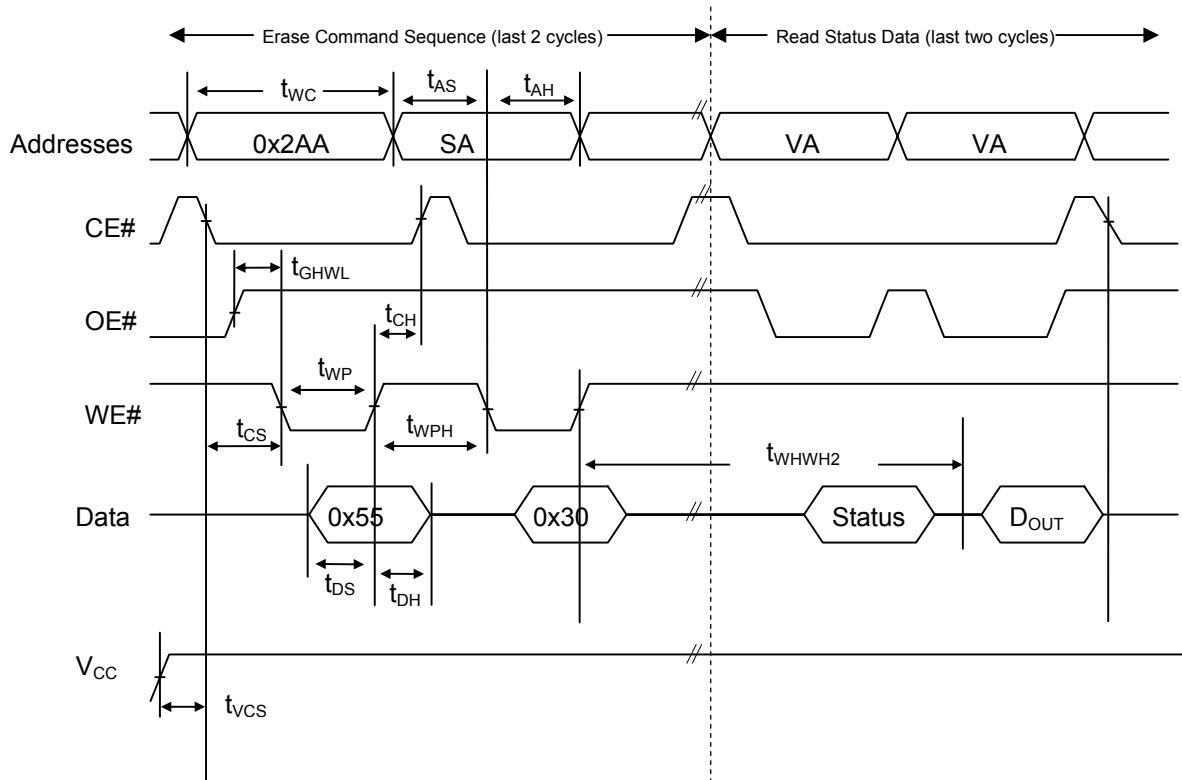 Erase Command Sequence (last 2 cycles)
Read Status Data (last two cycles)
tWC
tAS
tAH
Addresses
0x2AA
SA
VA
VA
CE#
tGHWL
OE#
tCH
tWP
WE#
tCS
tWPH
tWHWH2
Data
0x55
0x30
Status
DOUT
tDS
tDH
VCC
tVCS